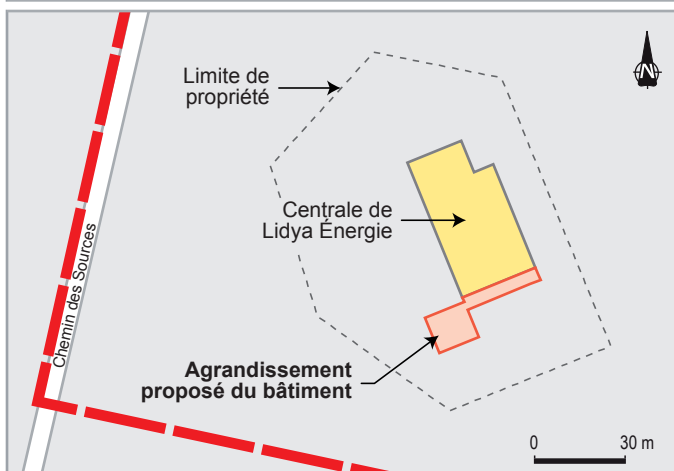 Limite de
propriété
N
Centrale de
Lidya Énergie
Chemin des Sources
Agrandissement
proposé du bâtiment
0 30 m